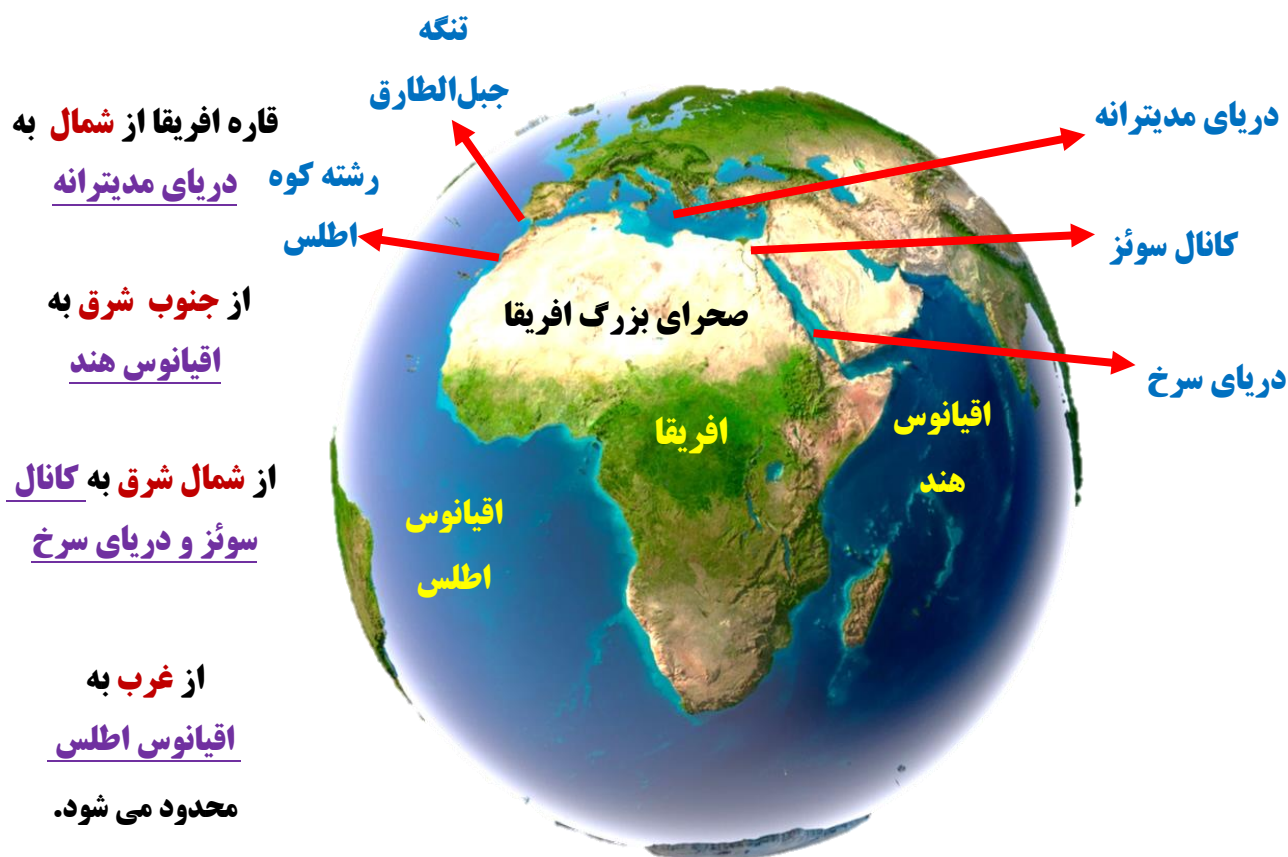 تنگه
جبل‌الطارق
رشته کوه
اطلس
دریای مدیترانه
کانال سوئز
دریای سرخ
صحرای بزرگ افریقا
افریقا
اقیانوس
هند
اقیانوس
اطلس
قاره افریقا از شمال به
دریای مدیترانه
از جنوب شرق به
اقیانوس هند
از شمال شرق به کانال
سوئز و دریای سرخ
از غرب به
اقیانوس اطلس
محدود می شود.